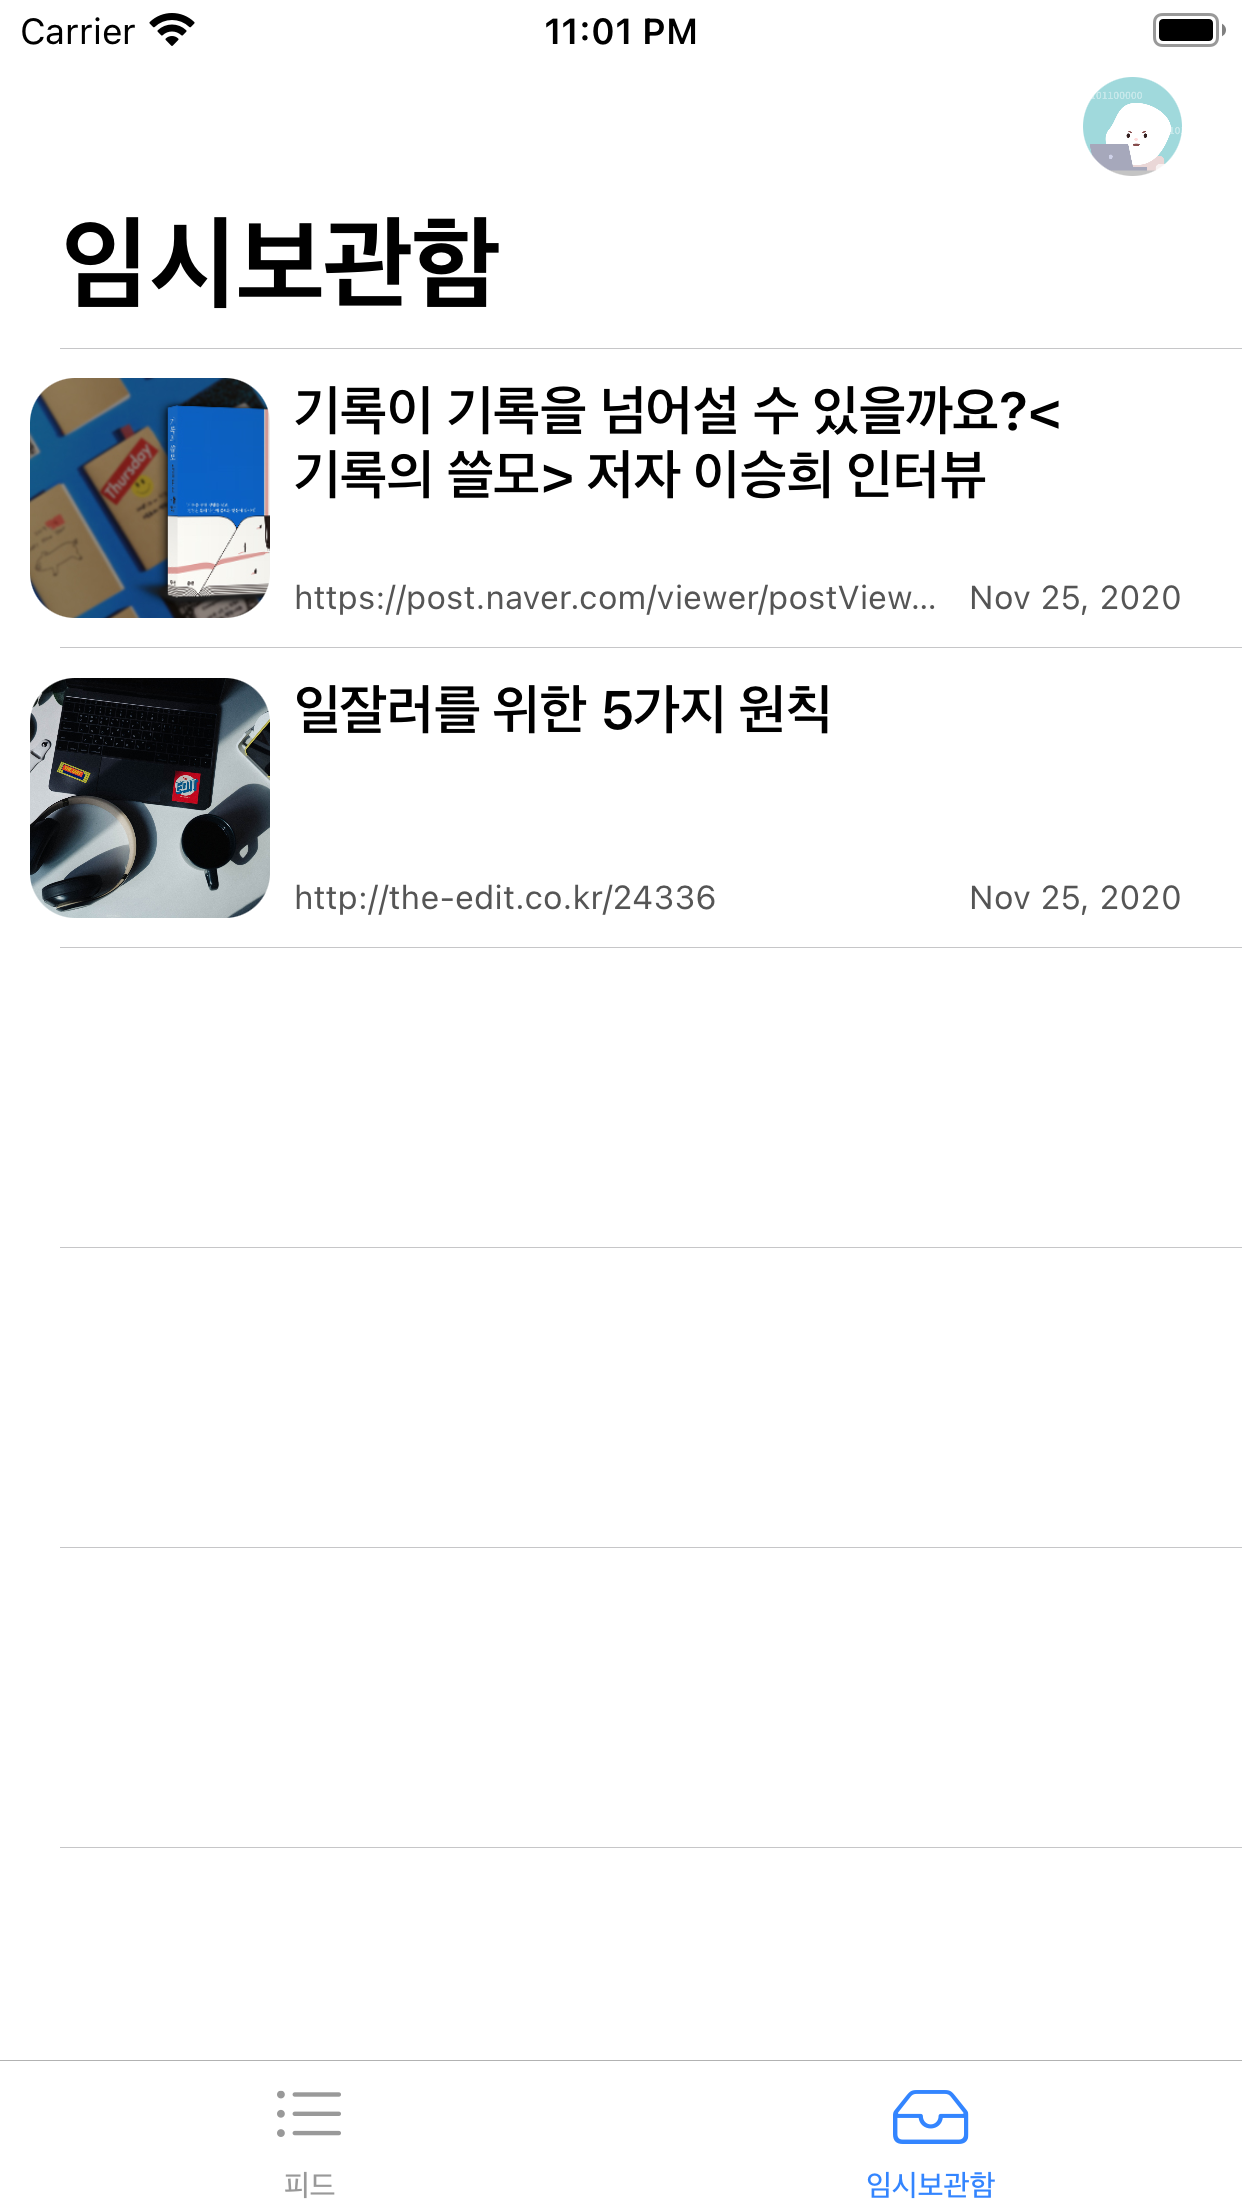 Carrier
11:01 PM
임시보관함
Thursday
기록이 기록을 넘어설 수 있을까요?<
기록의 쓸모> 저자 이승희 인터뷰
https://post.naver.com/viewer/postView...
Nov 25, 2020
일잘러를 위한 5가지 원칙
http://the-edit.co.kr/24336
Nov 25, 2020
피드
임시보관함